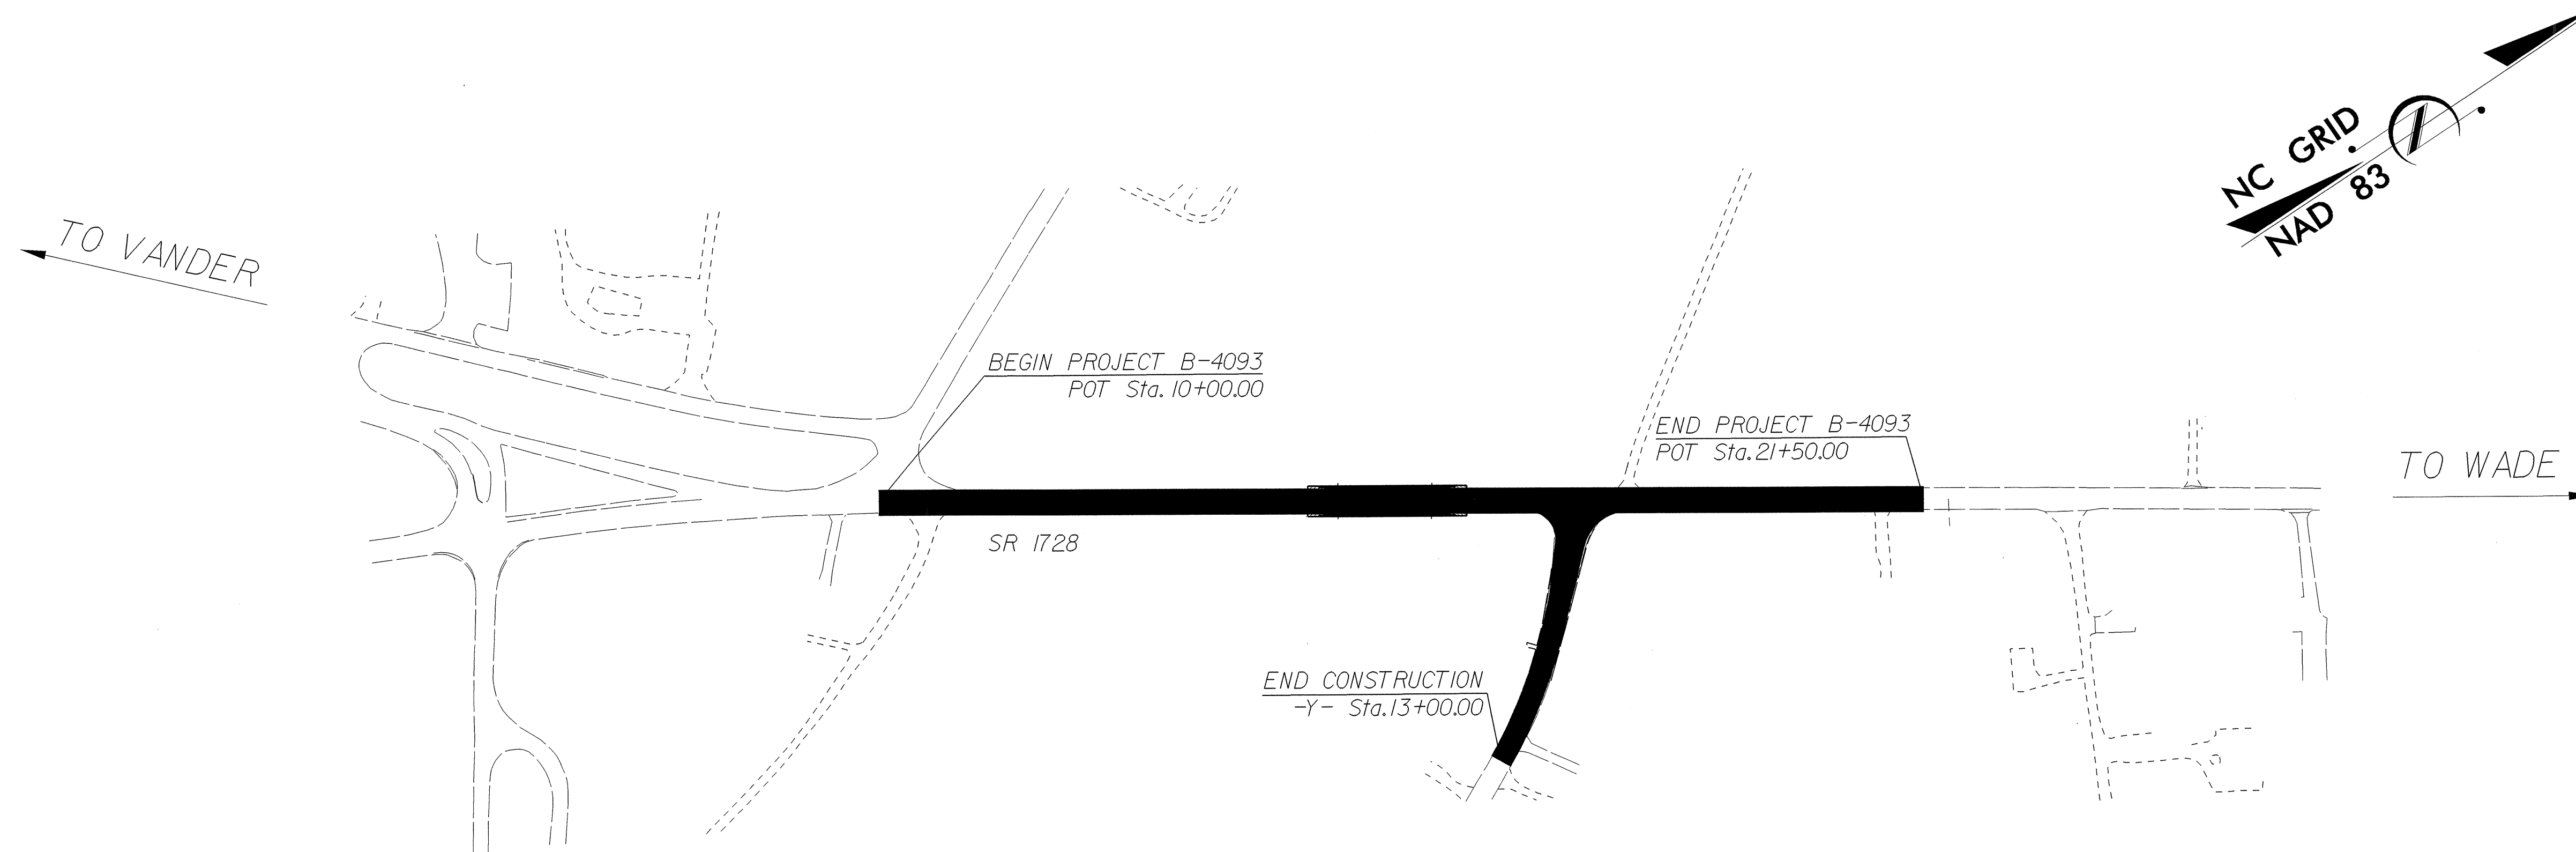 NC GRID
NAD 83
TO VANDER
BEGIN PROJECT B-4093
POT Sta. 10+00.00
END PROJECT B-4093
POT Sta. 21+50.00
TO WADE
SR 1728
END CONSTRUCTION
-Y- Sta. 13+00.00